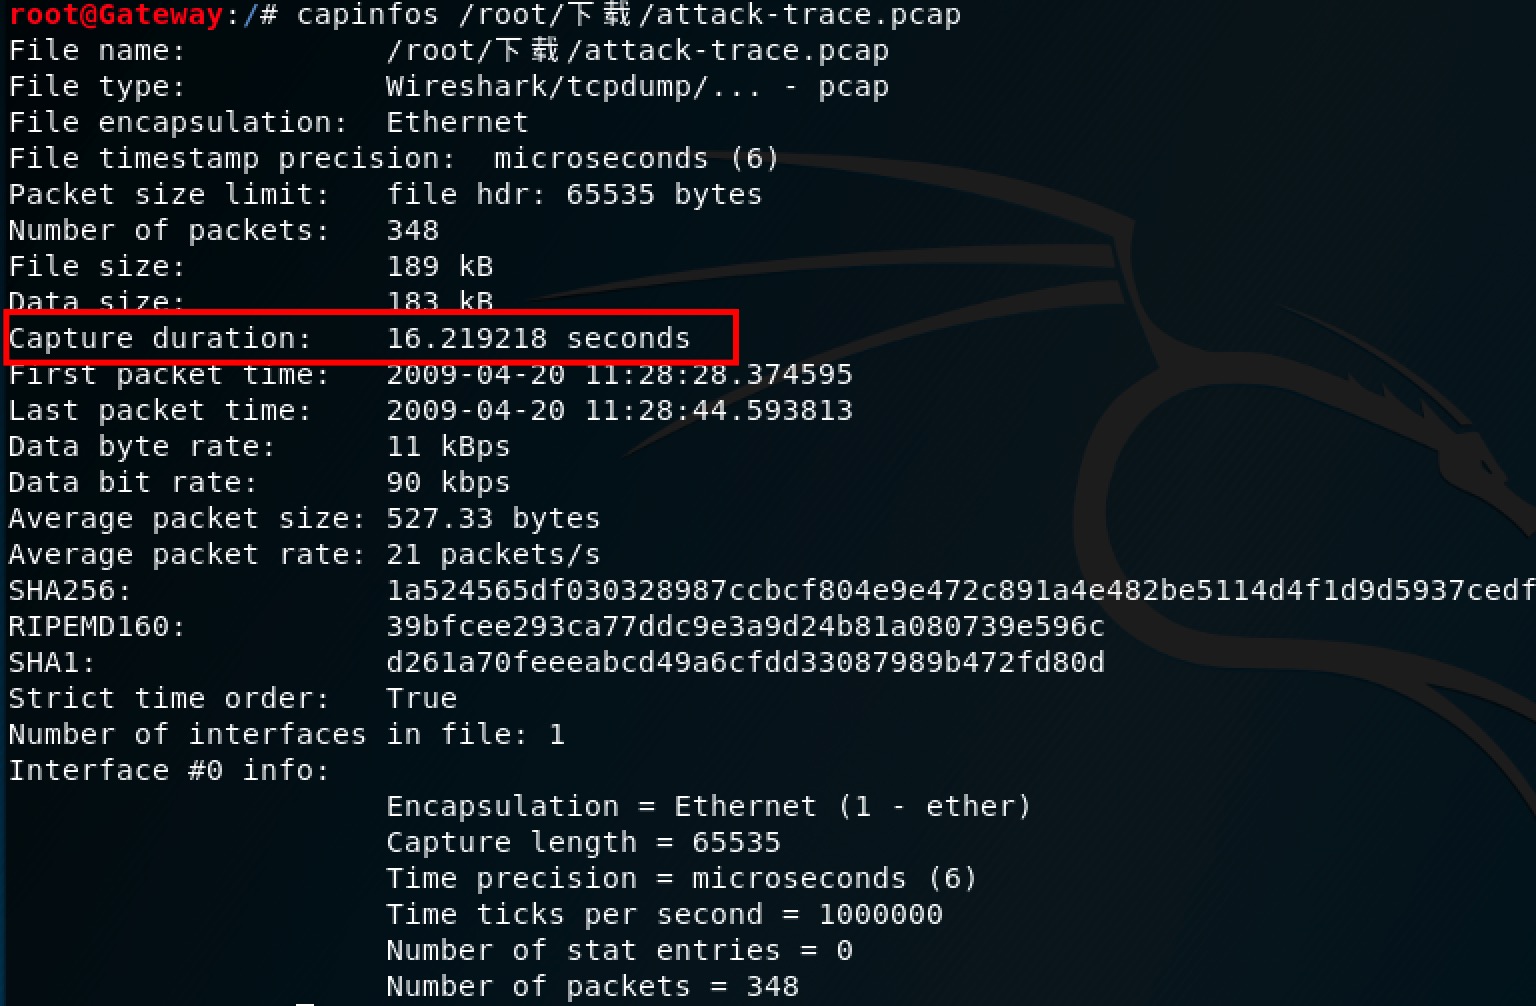 root@Gateway:/# capinfos /root/下载/attack-trace.pcap
File name:           /root/下载/attack-trace.pcap
File type:           Wireshark/tcpdump/... - pcap
File encapsulation:  Ethernet
File timestamp precision:  microseconds (6)
Packet size limit:   file hdr: 65535 bytes
Number of packets:   348
File size:           189 kB
Data size:           183 kB
Capture duration:    16.219218 seconds
First packet time:   2009-04-20 11:28:28.374595
Last packet time:    2009-04-20 11:28:44.593813
Data byte rate:      11 kBps
Data bit rate:       90 kbps
Average packet size: 527.33 bytes
Average packet rate: 21 packets/s
SHA256:              1a524565df030328987ccbcf804e9e472c891a4e482be5114d4f1d9d5937cedf
RIPEMD160:           39bfcee293ca77ddc9e3a9d24b81a080739e596c
SHA1:                d261a70feeeabcd49a6cfdd33087989b472fd80d
Strict time order:   True
Number of interfaces in file: 1
Interface #0 info:
                     Encapsulation = Ethernet (1 - ether)
                     Capture length = 65535
                     Time precision = microseconds (6)
                     Time ticks per second = 1000000
                     Number of stat entries = 0
                     Number of packets = 348